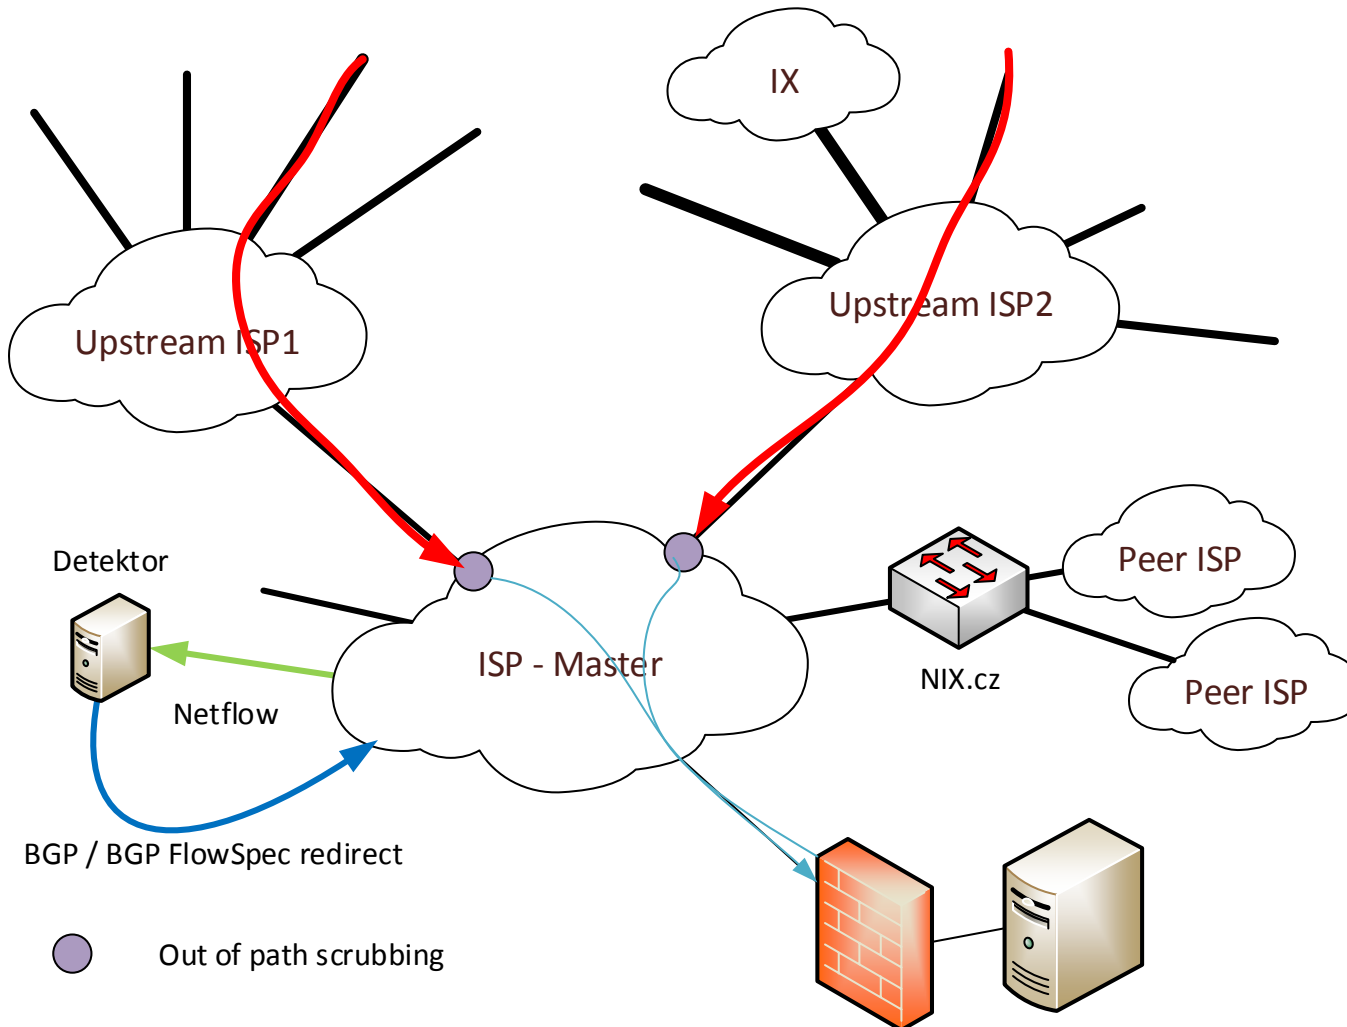 IX
Upstream ISP1
Upstream ISP2
Detektor
Peer ISP
ISP - Master
NIX.cz
Peer ISP
Netflow
BGP / BGP FlowSpec redirect
Out of path scrubbing